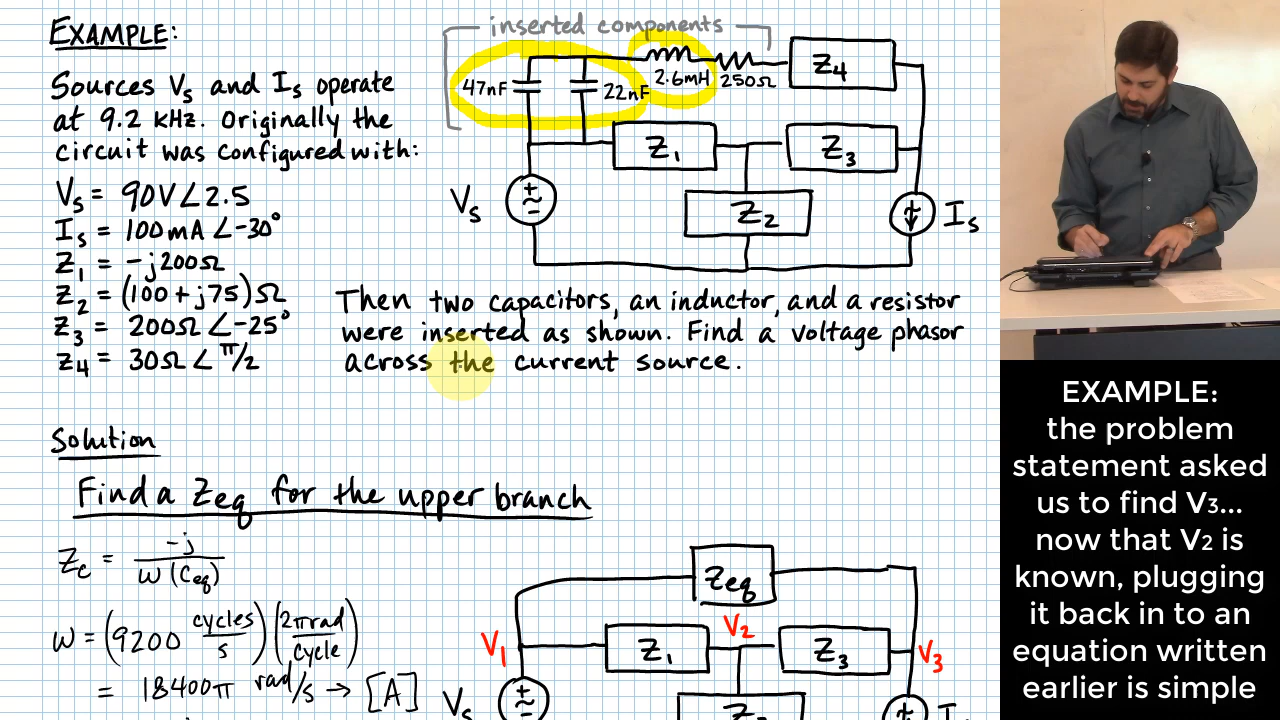 EXAMPLE:
Sources Vs and Is operate
at 9.2 kHz. Originally the
circuit was configured with:
Vs = 90V∠2.5
Is = 100mA∠-30°
Z1 = -j200Ω
Z2 = (100+j75)Ω
Z3 = 200Ω∠-25°
Z4 = 30Ω∠π/2
inserted components
47nF
22nF
2.6mH
250Ω
Z4
Z1
Z3
Vs
Z2
Is
Then two capacitors, an inductor, and a resistor
were inserted as shown. Find a voltage phasor
across the current source.
Solution
Find a Zeq for the upper branch
Zc = -j / ω(Ceq)
ω = (9200 cycles/s)(2π rad/cycle)
= 18400π rad/s → [A]
Zeq
V1
Z1
V2
Z3
V3
Vs
EXAMPLE:
the problem
statement asked
us to find V3...
now that V2 is
known, plugging
it back in to an
equation written
earlier is simple